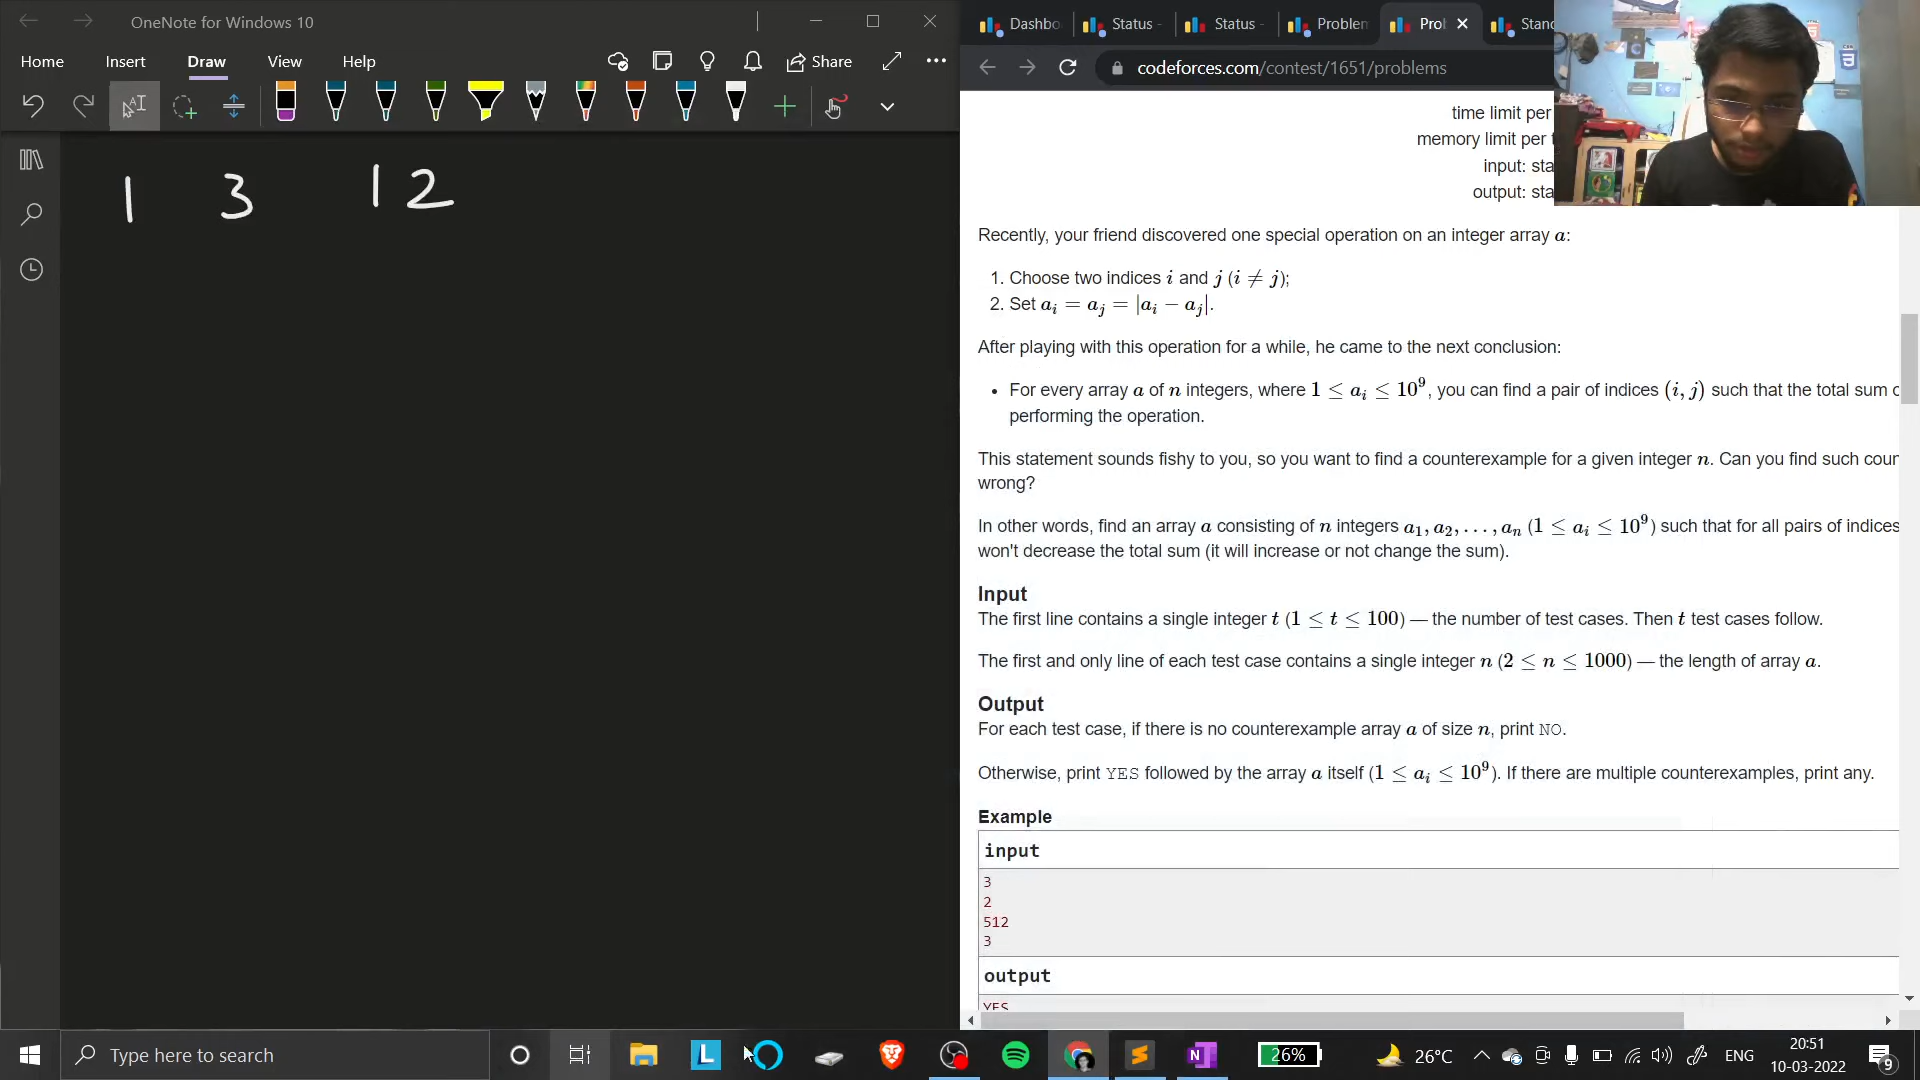 OneNote for Windows 10
Home Insert Draw View Help Share
1 3 12
Dashbo Status - Status - Problem Prol Stand
codeforces.com/contest/1651/problems
time limit per
memory limit per t
input: sta
output: sta
Recently, your friend discovered one special operation on an integer array a:
1. Choose two indices i and j (i ≠ j);
2. Set a_i = a_j = |a_i − a_j|.
After playing with this operation for a while, he came to the next conclusion:
• For every array a of n integers, where 1 ≤ a_i ≤ 10^9, you can find a pair of indices (i, j) such that the total sum o
performing the operation.
This statement sounds fishy to you, so you want to find a counterexample for a given integer n. Can you find such coun
wrong?
In other words, find an array a consisting of n integers a_1, a_2, . . . , a_n (1 ≤ a_i ≤ 10^9) such that for all pairs of indices
won't decrease the total sum (it will increase or not change the sum).
Input
The first line contains a single integer t (1 ≤ t ≤ 100) — the number of test cases. Then t test cases follow.
The first and only line of each test case contains a single integer n (2 ≤ n ≤ 1000) — the length of array a.
Output
For each test case, if there is no counterexample array a of size n, print NO.
Otherwise, print YES followed by the array a itself (1 ≤ a_i ≤ 10^9). If there are multiple counterexamples, print any.
Example
input
3
2
512
3
output
YES
Type here to search
L
N
26%
26°C
ENG
20:51
10-03-2022
9